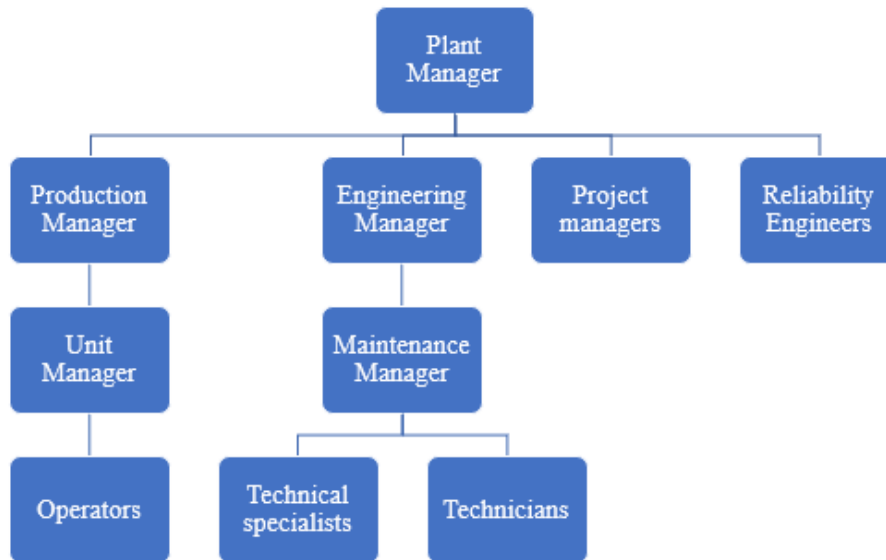 Plant
Manager
Production
Manager
Engineering
Manager
Project
managers
Reliability
Engineers
Unit
Manager
Maintenance
Manager
Operators
Technical
specialists
Technicians